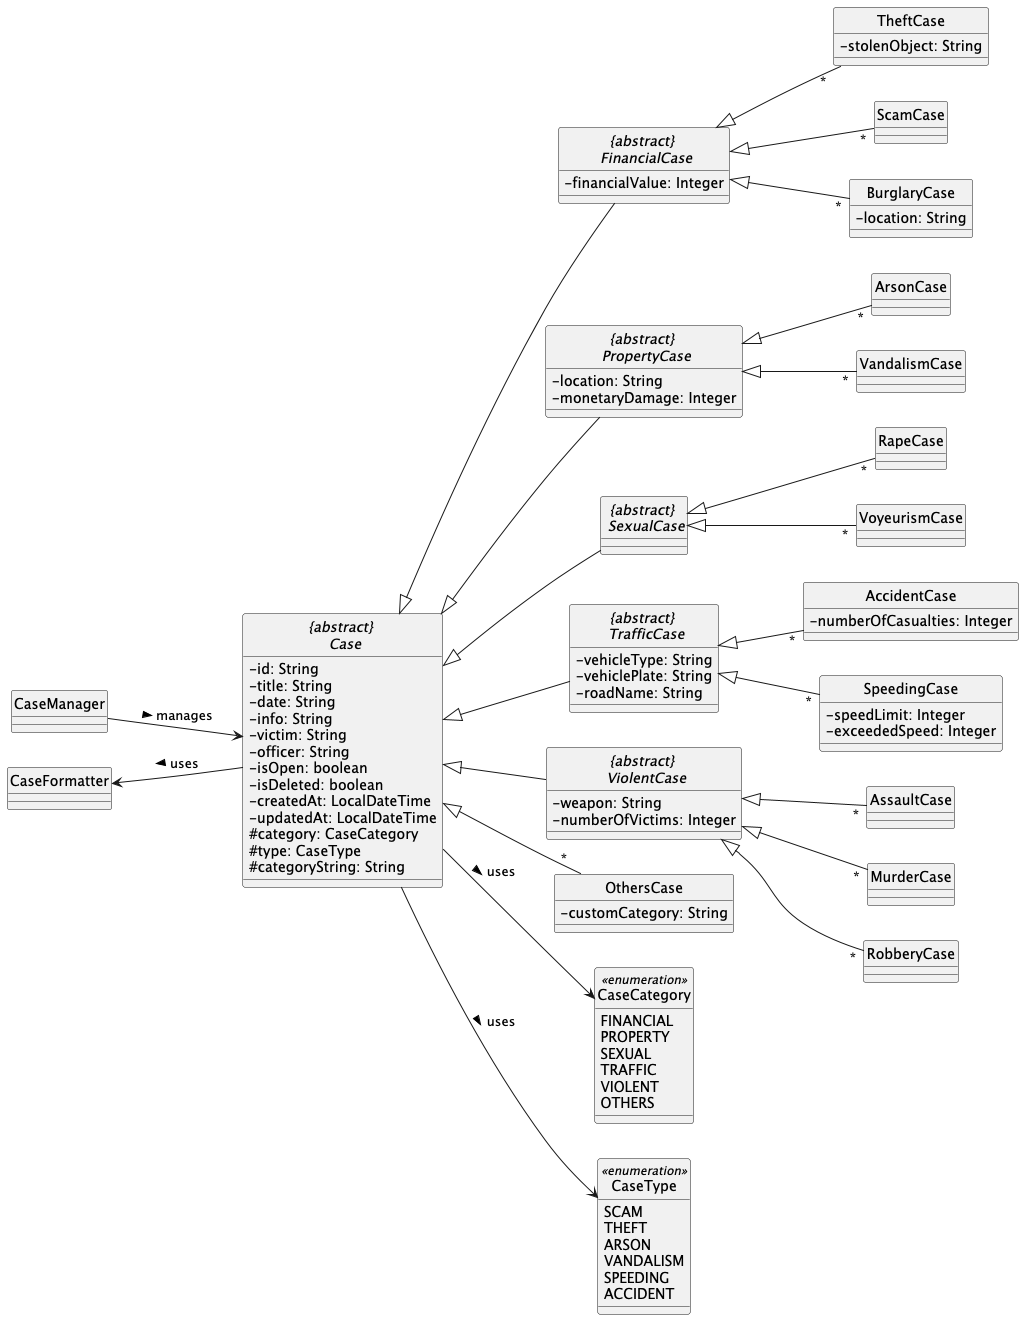 TheftCase
-stolenObject: String
*
ScamCase
*
{abstract}
FinancialCase
-financialValue: Integer
BurglaryCase
-location: String
*
ArsonCase
*
{abstract}
PropertyCase
-location: String
-monetaryDamage: Integer
VandalismCase
*
RapeCase
*
{abstract}
SexualCase
VoyeurismCase
*
AccidentCase
-numberOfCasualties: Integer
*
{abstract}
TrafficCase
-vehicleType: String
-vehiclePlate: String
-roadName: String
SpeedingCase
-speedLimit: Integer
-exceededSpeed: Integer
*
{abstract}
Case
-id: String
-title: String
-date: String
-info: String
-victim: String
-officer: String
-isOpen: boolean
-isDeleted: boolean
-createdAt: LocalDateTime
-updatedAt: LocalDateTime
#category: CaseCategory
#type: CaseType
#categoryString: String
CaseManager
manages
CaseFormatter
uses
{abstract}
ViolentCase
-weapon: String
-numberOfVictims: Integer
AssaultCase
*
MurderCase
*
RobberyCase
*
*
OthersCase
-customCategory: String
uses
«enumeration»
CaseCategory
FINANCIAL
PROPERTY
SEXUAL
TRAFFIC
VIOLENT
OTHERS
uses
«enumeration»
CaseType
SCAM
THEFT
ARSON
VANDALISM
SPEEDING
ACCIDENT